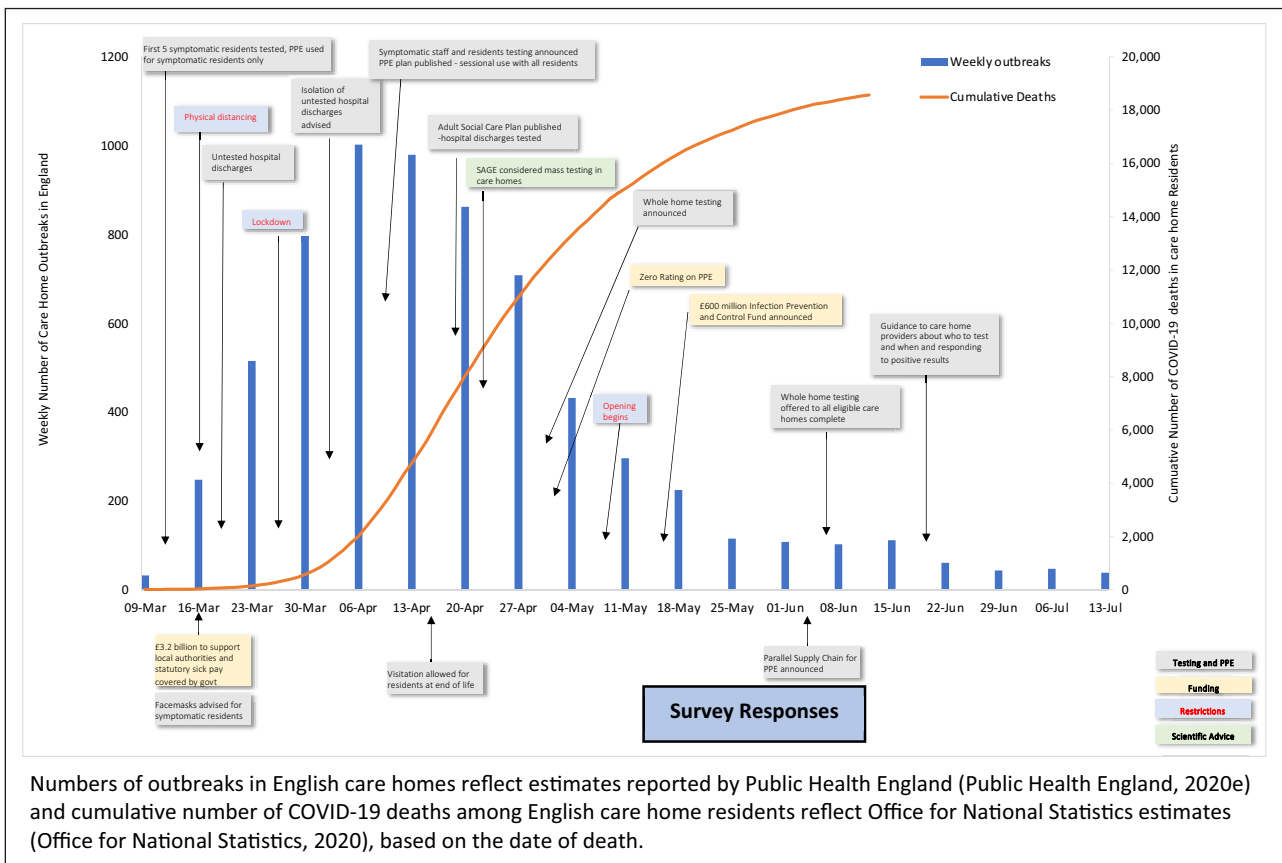 First 5 symptomatic residents tested, PPE used
for symptomatic residents only
Symptomatic staff and residents testing announced
PPE plan published - sessional use with all residents
Isolation of
untested hospital
discharges
advised
Physical distancing
Untested hospital
discharges
Lockdown
Adult Social Care Plan published
-hospital discharges tested
SAGE considered mass testing in
care homes
Whole home testing
announced
Zero Rating on PPE
£600 million Infection Prevention
and Control Fund announced
Opening
begins
Whole home testing
offered to all eligible care
homes complete
Guidance to care home
providers about who to test
and when and responding
to positive results
Weekly outbreaks
Cumulative Deaths
Weekly Number of Care Home Outbreaks in England
1200
1000
800
600
400
200
0
20,000
18,000
16,000
14,000
12,000
10,000
8,000
6,000
4,000
2,000
0
Cumuative Number of COVID-19 deaths in care home Residents
09-Mar 16-Mar 23-Mar 30-Mar 06-Apr 13-Apr 20-Apr 27-Apr 04-May 11-May 18-May 25-May 01-Jun 08-Jun 15-Jun 22-Jun 29-Jun 06-Jul 13-Jul
£3.2 billion to support
local authorities and
statutory sick pay
covered by govt
Facemasks advised for
symptomatic residents
Visitation allowed for
residents at end of life
Parallel Supply Chain for
PPE announced
Survey Responses
Testing and PPE
Funding
Restrictions
Scientific Advice
Numbers of outbreaks in English care homes reflect estimates reported by Public Health England (Public Health England, 2020e)
and cumulative number of COVID-19 deaths among English care home residents reflect Office for National Statistics estimates
(Office for National Statistics, 2020), based on the date of death.